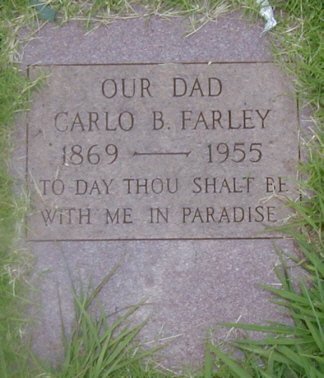 OUR DAD
CARLO B. FARLEY
1869 — 1955
TO-DAY THOU SHALT BE
WITH ME IN PARADISE